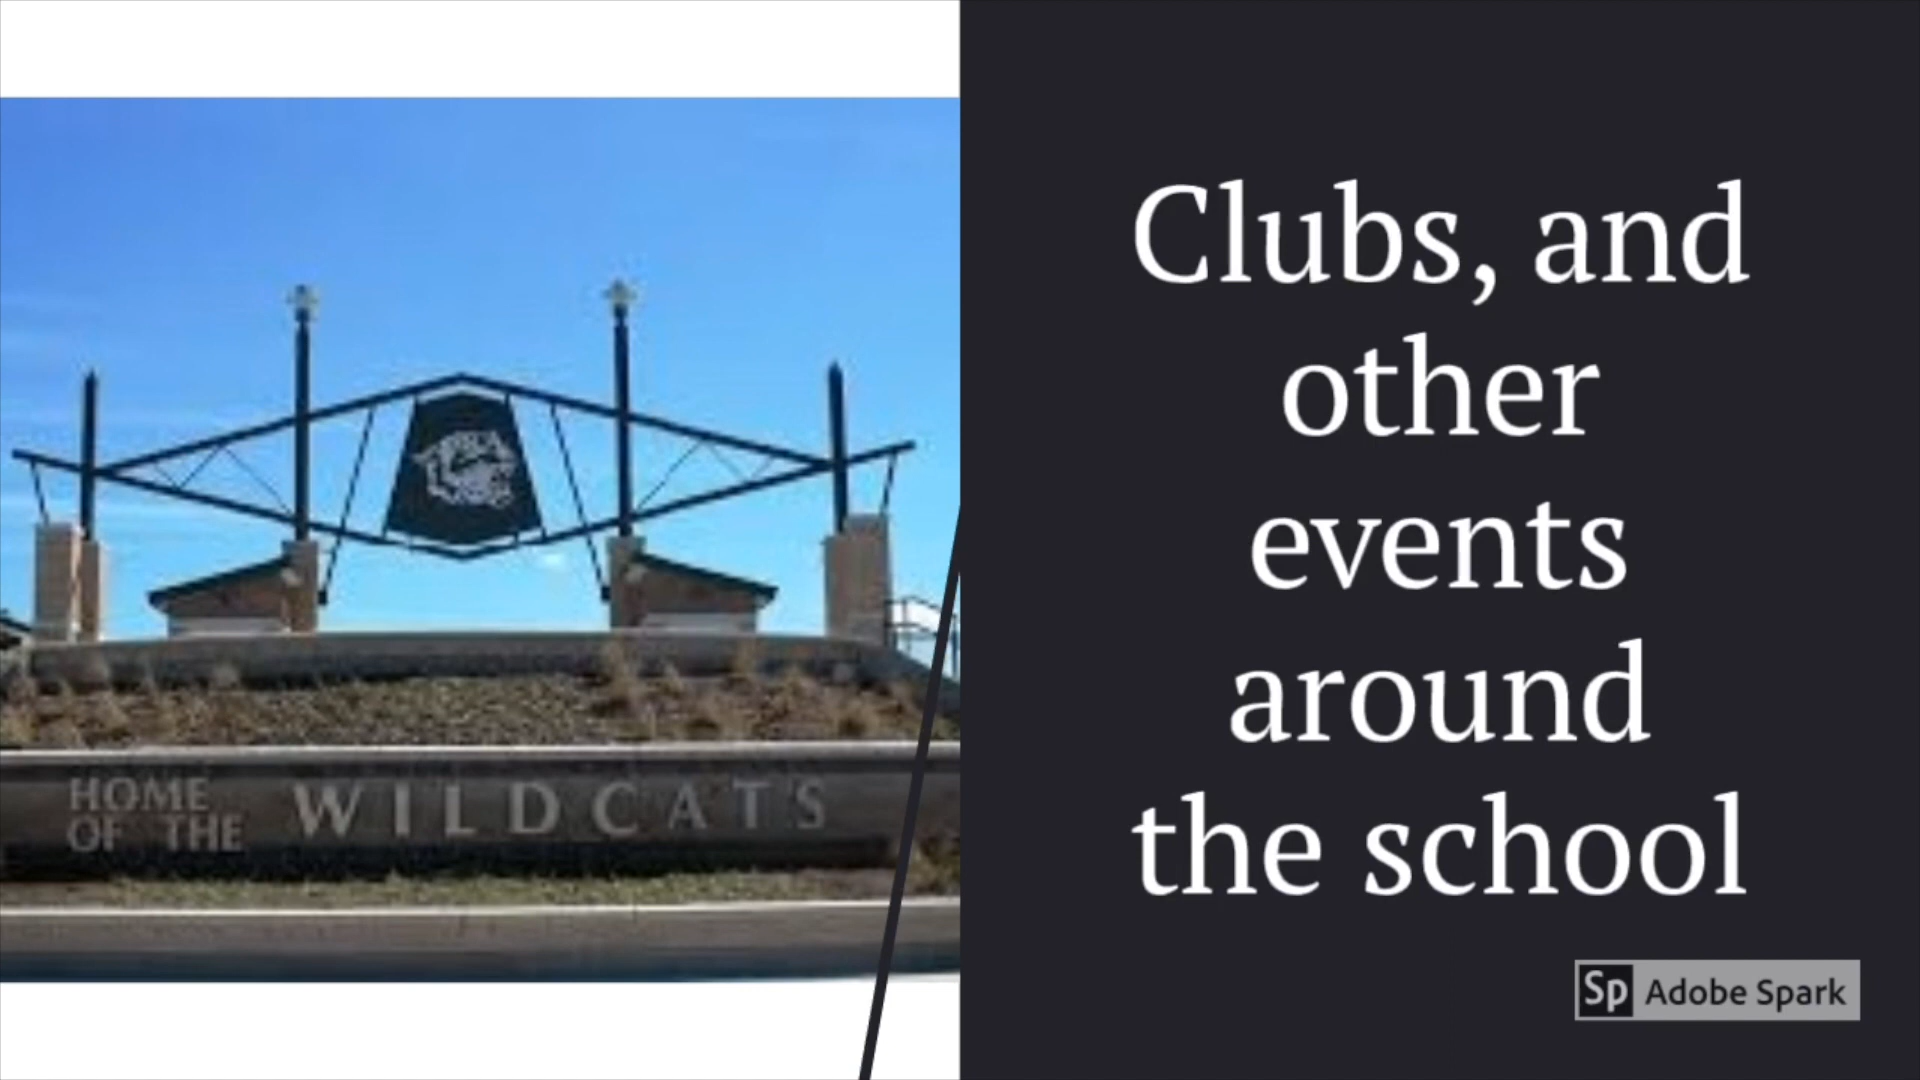 HOME
OF THE
WILDCATS
Clubs, and
other
events
around
the school
Sp Adobe Spark